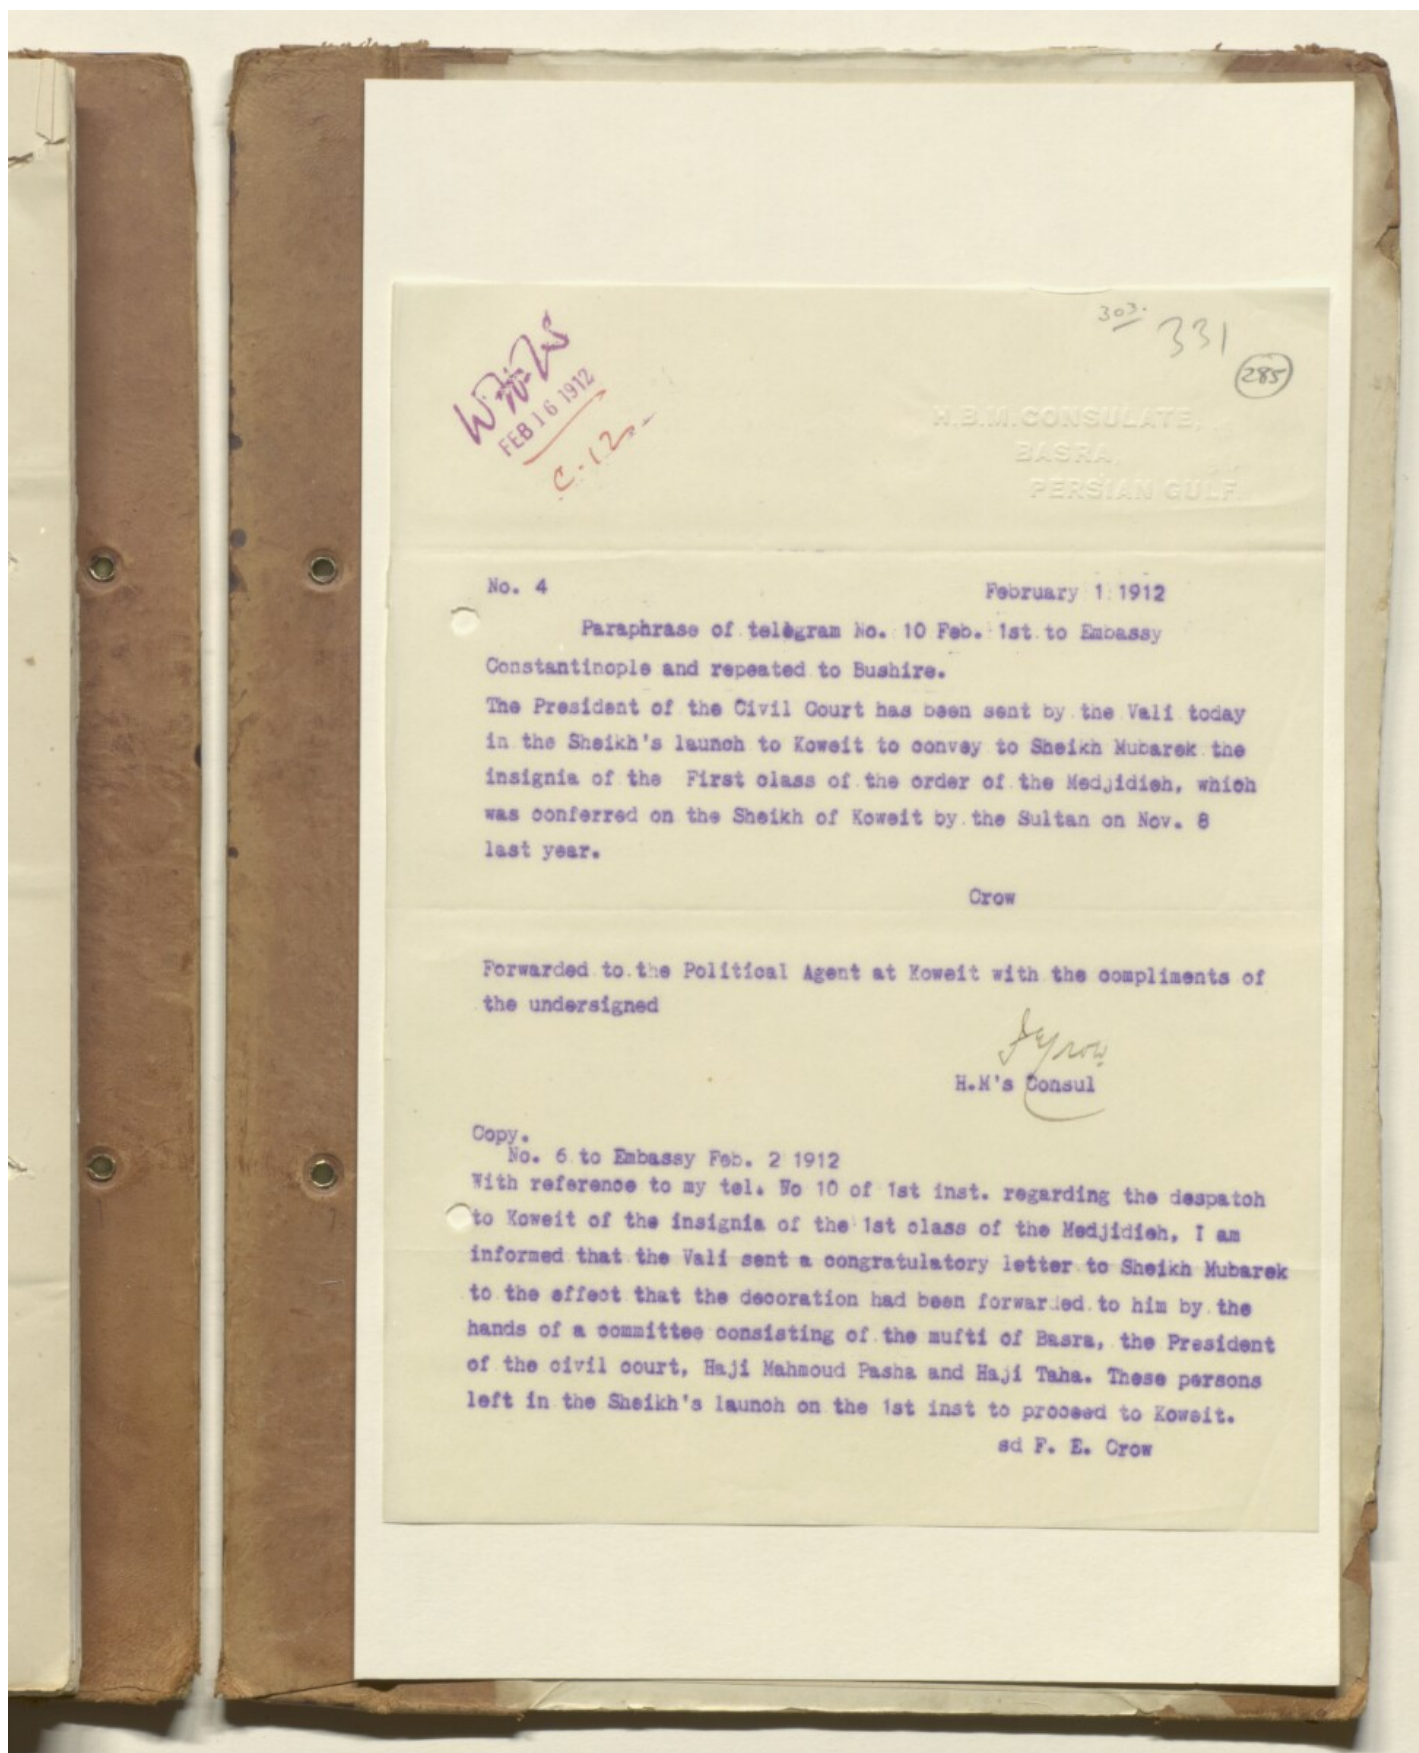 303.
331
285
FEB 16 1912
C-12
H.B.M. CONSULATE,
BASRA,
PERSIAN GULF.
No. 4 February 1 1912
Paraphrase of telegram No. 10 Feb. 1st to Embassy
Constantinople and repeated to Bushire.
The President of the Civil Court has been sent by the Vali today
in the Sheikh's launch to Koweit to convey to Sheikh Mubarek the
insignia of the First class of the order of the Medjidieh, which
was conferred on the Sheikh of Koweit by the Sultan on Nov. 8
last year.
Crow
Forwarded to the Political Agent at Koweit with the compliments of
the undersigned
FECrow
H.M's Consul
Copy.
No. 6 to Embassy Feb. 2 1912
With reference to my tel. No 10 of 1st inst. regarding the despatch
to Koweit of the insignia of the 1st class of the Medjidieh, I am
informed that the Vali sent a congratulatory letter to Sheikh Mubarek
to the effect that the decoration had been forwarded to him by the
hands of a committee consisting of the mufti of Basra, the President
of the civil court, Haji Mahmoud Pasha and Haji Taha. These persons
left in the Sheikh's launch on the 1st inst to proceed to Koweit.
sd F. E. Crow